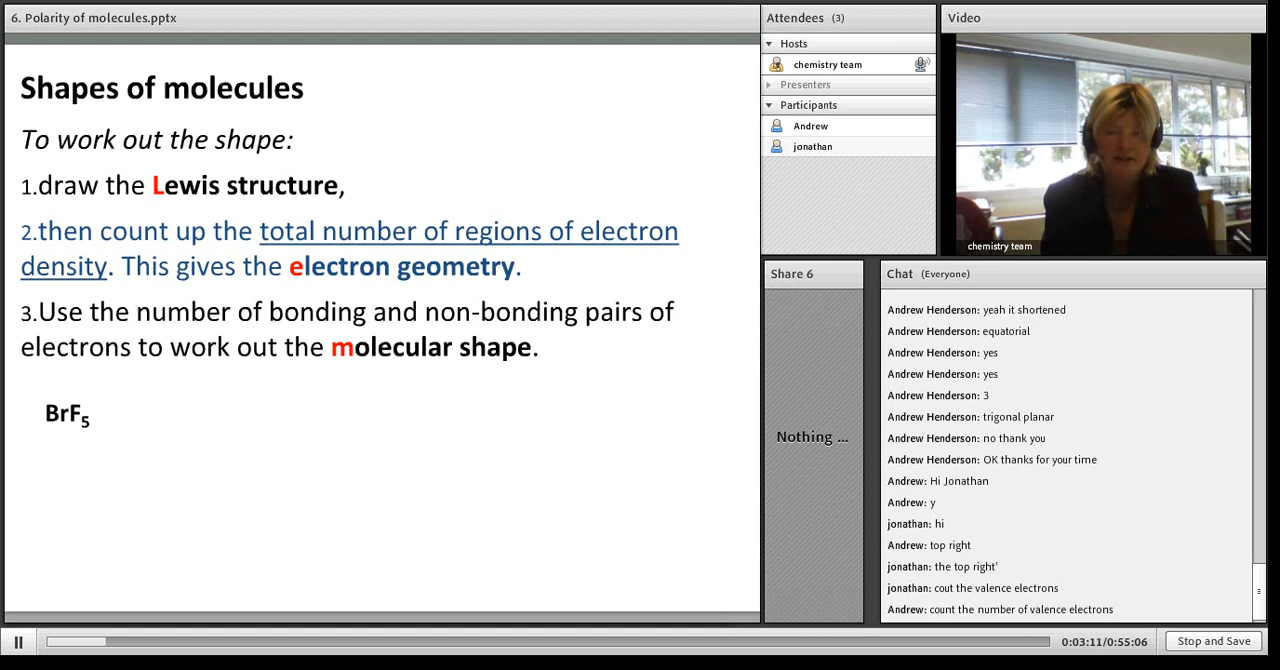 6. Polarity of molecules.pptx
Shapes of molecules
To work out the shape:
1.draw the Lewis structure,
2.then count up the total number of regions of electron
density. This gives the electron geometry.
3.Use the number of bonding and non-bonding pairs of
electrons to work out the molecular shape.
BrF5
Attendees (3)
Hosts
chemistry team
Presenters
Participants
Andrew
jonathan
Video
chemistry team
Share 6
Nothing ...
Chat (Everyone)
Andrew Henderson: yeah it shortened
Andrew Henderson: equatorial
Andrew Henderson: yes
Andrew Henderson: yes
Andrew Henderson: 3
Andrew Henderson: trigonal planar
Andrew Henderson: no thank you
Andrew Henderson: OK thanks for your time
Andrew: Hi Jonathan
Andrew: y
jonathan: hi
Andrew: top right
jonathan: the top right'
jonathan: cout the valence electrons
Andrew: count the number of valence electrons
0:03:11/0:55:06
Stop and Save